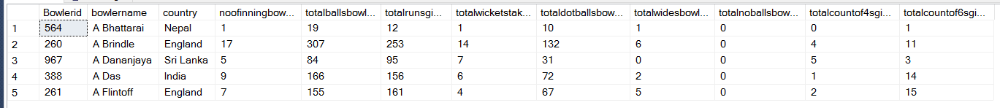 Bowlerid bowlername country noofinningbow... totalballsbowl... totalrunsgi... totalwicketstak... totaldotballsbow... totalwidesbowl... totalnoballsbow... totalcountof4sgi... totalcountof6sgi...
1 564 A Bhattarai Nepal 1 19 12 1 10 1 0 0 1
2 260 A Brindle England 17 307 253 14 132 6 0 4 11
3 967 A Dananjaya Sri Lanka 5 84 95 7 31 0 0 5 3
4 388 A Das India 9 166 156 6 72 2 0 1 14
5 261 A Flintoff England 7 155 161 4 67 5 0 2 15